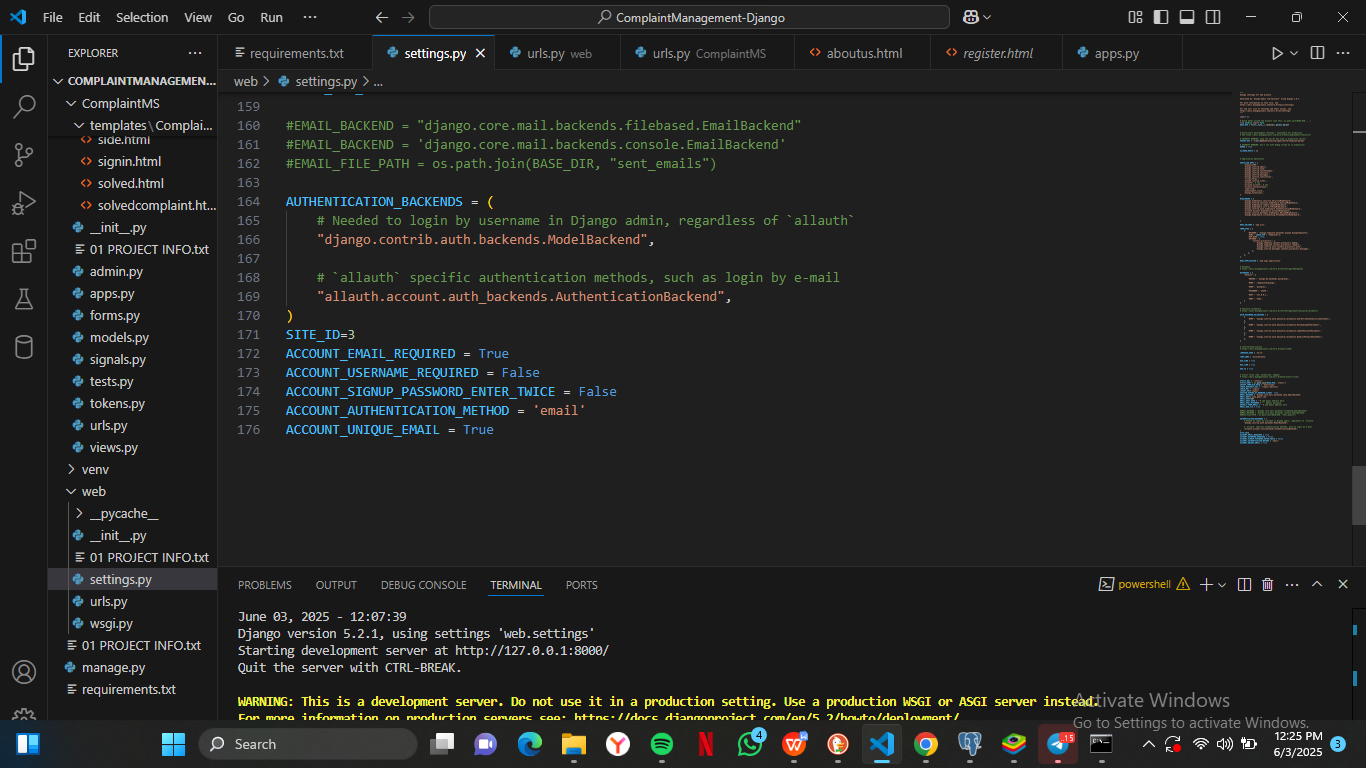 File Edit Selection View Go Run ···
ComplaintManagement-Django
EXPLORER
requirements.txt
settings.py
urls.py web
urls.py ComplaintMS
aboutus.html
register.html
apps.py
COMPLAINTMANAGEMEN...
web > settings.py > ...
ComplaintMS
templates \ Complai...
side.html
signin.html
solved.html
solvedcomplaint.ht...
__init__.py
01 PROJECT INFO.txt
admin.py
apps.py
forms.py
models.py
signals.py
tests.py
tokens.py
urls.py
views.py
venv
web
__pycache__
__init__.py
01 PROJECT INFO.txt
settings.py
urls.py
wsgi.py
01 PROJECT INFO.txt
manage.py
requirements.txt
159
160 #EMAIL_BACKEND = "django.core.mail.backends.filebased.EmailBackend"
161 #EMAIL_BACKEND = 'django.core.mail.backends.console.EmailBackend'
162 #EMAIL_FILE_PATH = os.path.join(BASE_DIR, "sent_emails")
163
164 AUTHENTICATION_BACKENDS = (
165 # Needed to login by username in Django admin, regardless of `allauth`
166 "django.contrib.auth.backends.ModelBackend",
167
168 # `allauth` specific authentication methods, such as login by e-mail
169 "allauth.account.auth_backends.AuthenticationBackend",
170 )
171 SITE_ID=3
172 ACCOUNT_EMAIL_REQUIRED = True
173 ACCOUNT_USERNAME_REQUIRED = False
174 ACCOUNT_SIGNUP_PASSWORD_ENTER_TWICE = False
175 ACCOUNT_AUTHENTICATION_METHOD = 'email'
176 ACCOUNT_UNIQUE_EMAIL = True
PROBLEMS OUTPUT DEBUG CONSOLE TERMINAL PORTS
powershell
June 03, 2025 - 12:07:39
Django version 5.2.1, using settings 'web.settings'
Starting development server at http://127.0.0.1:8000/
Quit the server with CTRL-BREAK.
WARNING: This is a development server. Do not use it in a production setting. Use a production WSGI or ASGI server instead.
For more information on production servers see: https://docs.djangoproject.com/en/5.2/howto/deployment/
Activate Windows
Go to Settings to activate Windows.
Search
4
15
12:25 PM
6/3/2025
3